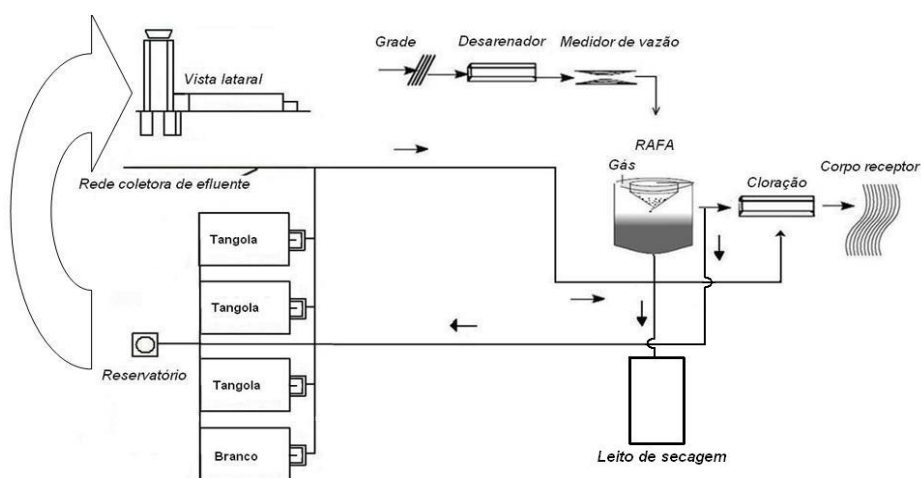 Grade
Desarenador
Medidor de vazão
Vista lataral
RAFA
Gás
Rede coletora de efluente
Cloração
Corpo receptor
Tangola
Tangola
Reservatório
Tangola
Branco
Leito de secagem